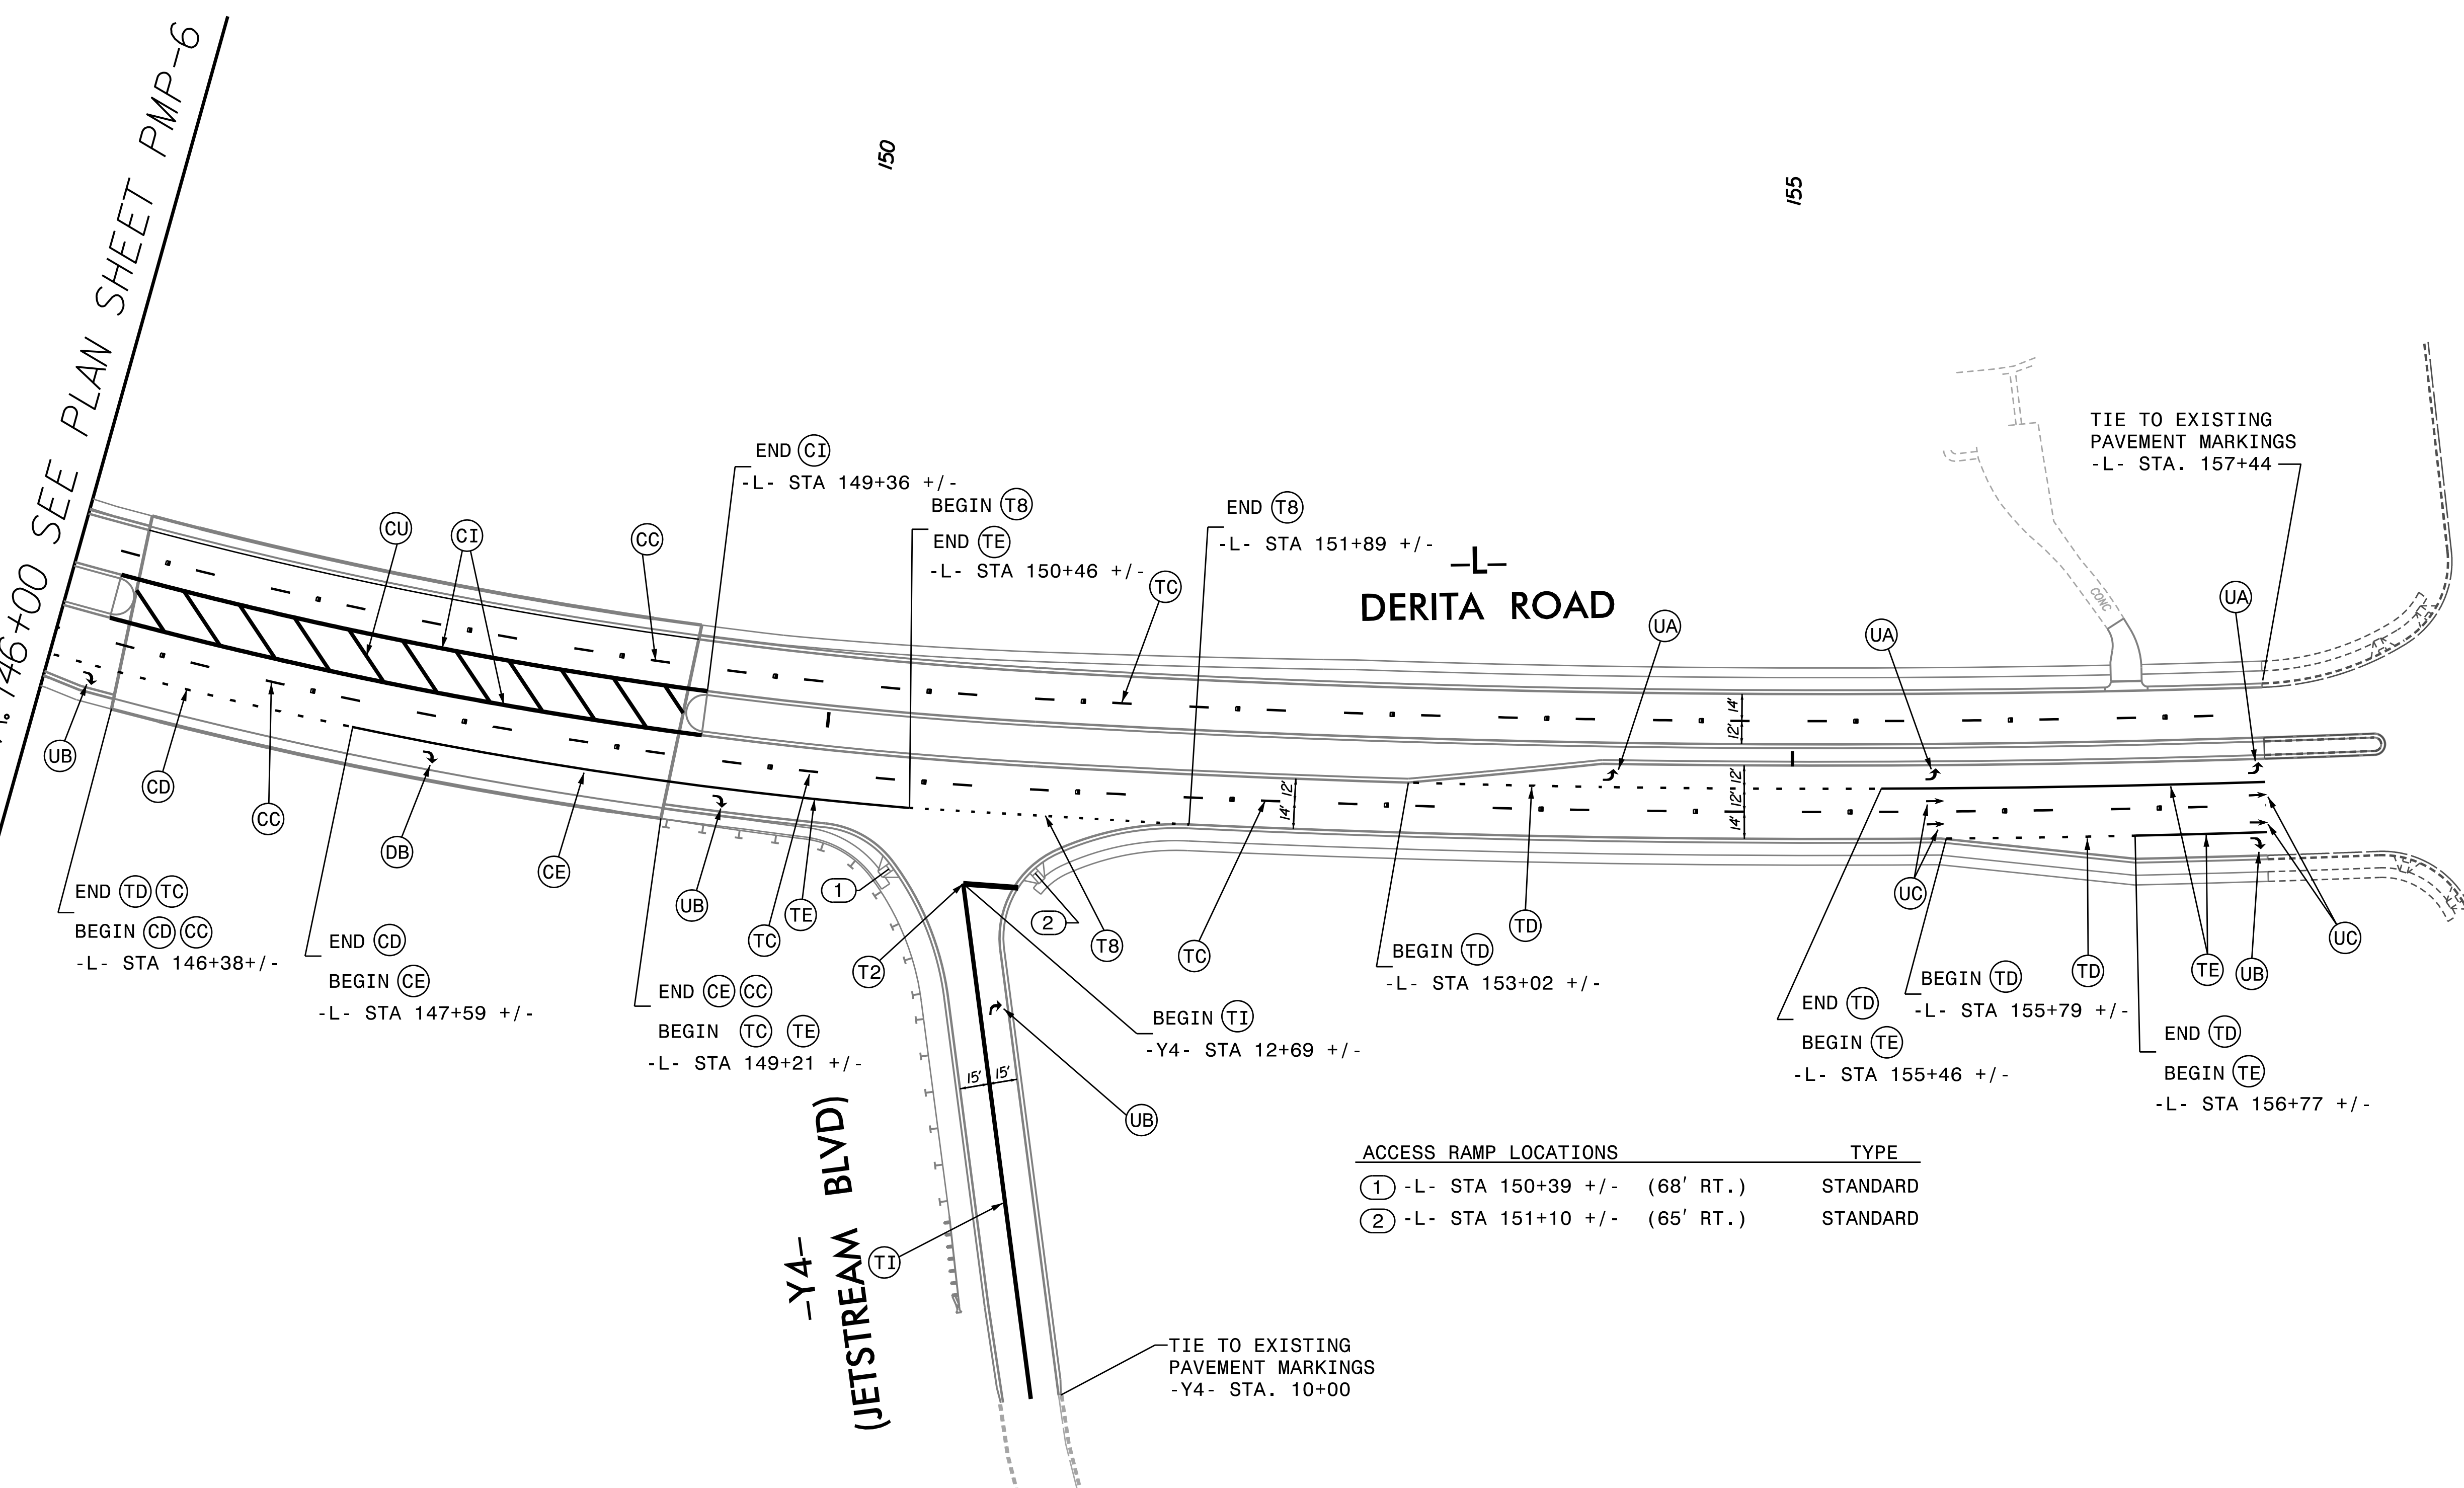 SEE PLAN SHEET PMP-6
146+00
150
155
TIE TO EXISTING
PAVEMENT MARKINGS
-L- STA. 157+44
END CI
-L- STA 149+36 +/-
BEGIN T8
END TE
-L- STA 150+46 +/-
END T8
-L- STA 151+89 +/-
-L-
DERITA ROAD
CU
CI
CC
TC
UA
UA
UA
CONC
14'
12'
12'
14'
12'
12'
14'
UB
CD
CC
DB
CE
UB
TC
TE
1
2
T2
T8
TC
TD
UC
TD
TE
UB
UC
END TD TC
BEGIN CD CC
-L- STA 146+38+/-
END CD
BEGIN CE
-L- STA 147+59 +/-
END CE CC
BEGIN TC TE
-L- STA 149+21 +/-
BEGIN TI
-Y4- STA 12+69 +/-
BEGIN TD
-L- STA 153+02 +/-
END TD
BEGIN TE
-L- STA 155+46 +/-
BEGIN TD
-L- STA 155+79 +/-
END TD
BEGIN TE
-L- STA 156+77 +/-
15' 15'
UB
TI
-Y4-
(JETSTREAM BLVD)
ACCESS RAMP LOCATIONS TYPE
1 -L- STA 150+39 +/- (68' RT.) STANDARD
2 -L- STA 151+10 +/- (65' RT.) STANDARD
TIE TO EXISTING
PAVEMENT MARKINGS
-Y4- STA. 10+00